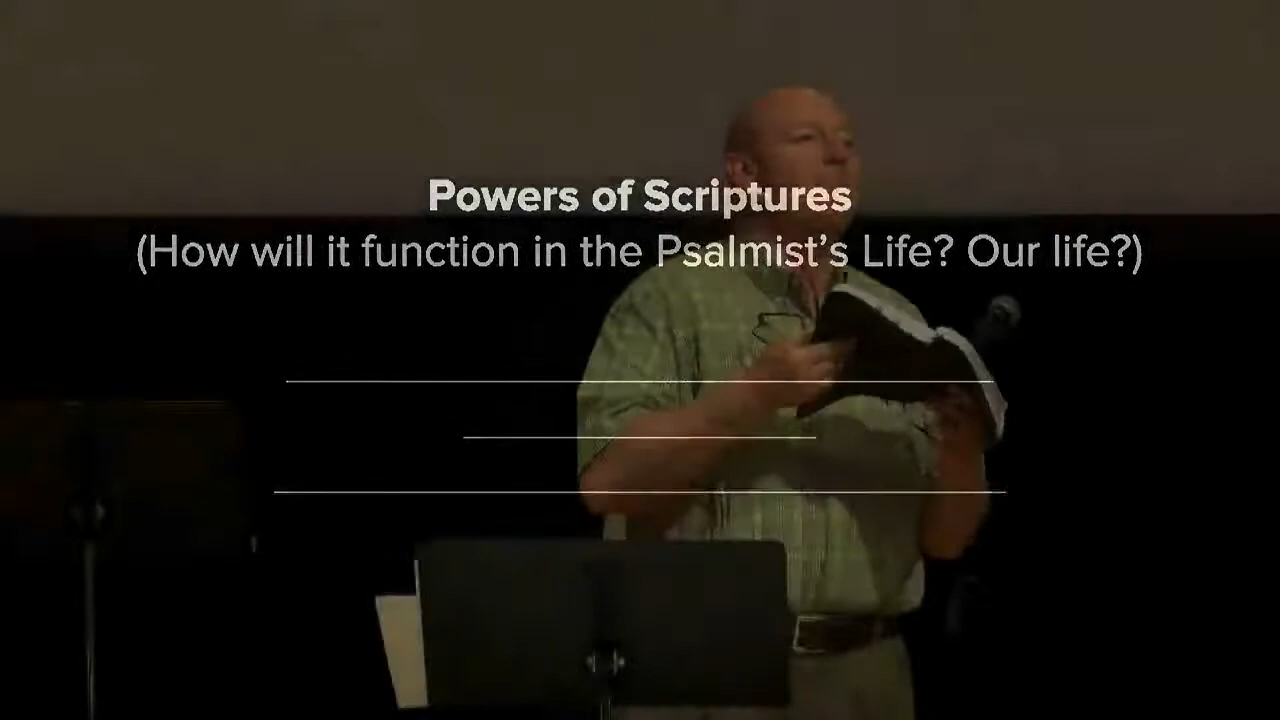 Powers of Scriptures
(How will it function in the Psalmist’s Life? Our life?)